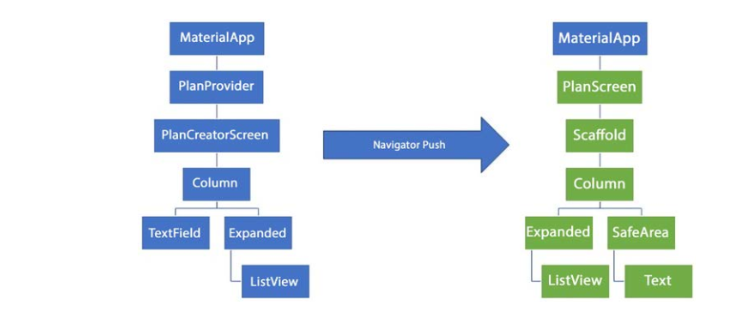 MaterialApp
PlanProvider
PlanCreatorScreen
Column
TextField
Expanded
ListView
Navigator Push
MaterialApp
PlanScreen
Scaffold
Column
Expanded
SafeArea
ListView
Text